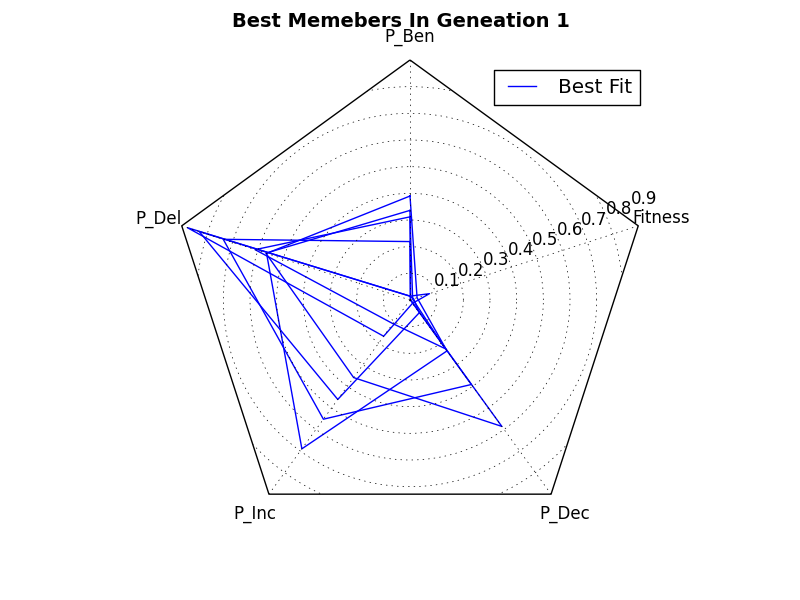 Best Memebers In Geneation 1
P_Ben
Best Fit
0.9
0.8
0.7
0.6
0.5
0.4
0.3
0.2
0.1
Fitness
P_Del
P_Inc
P_Dec